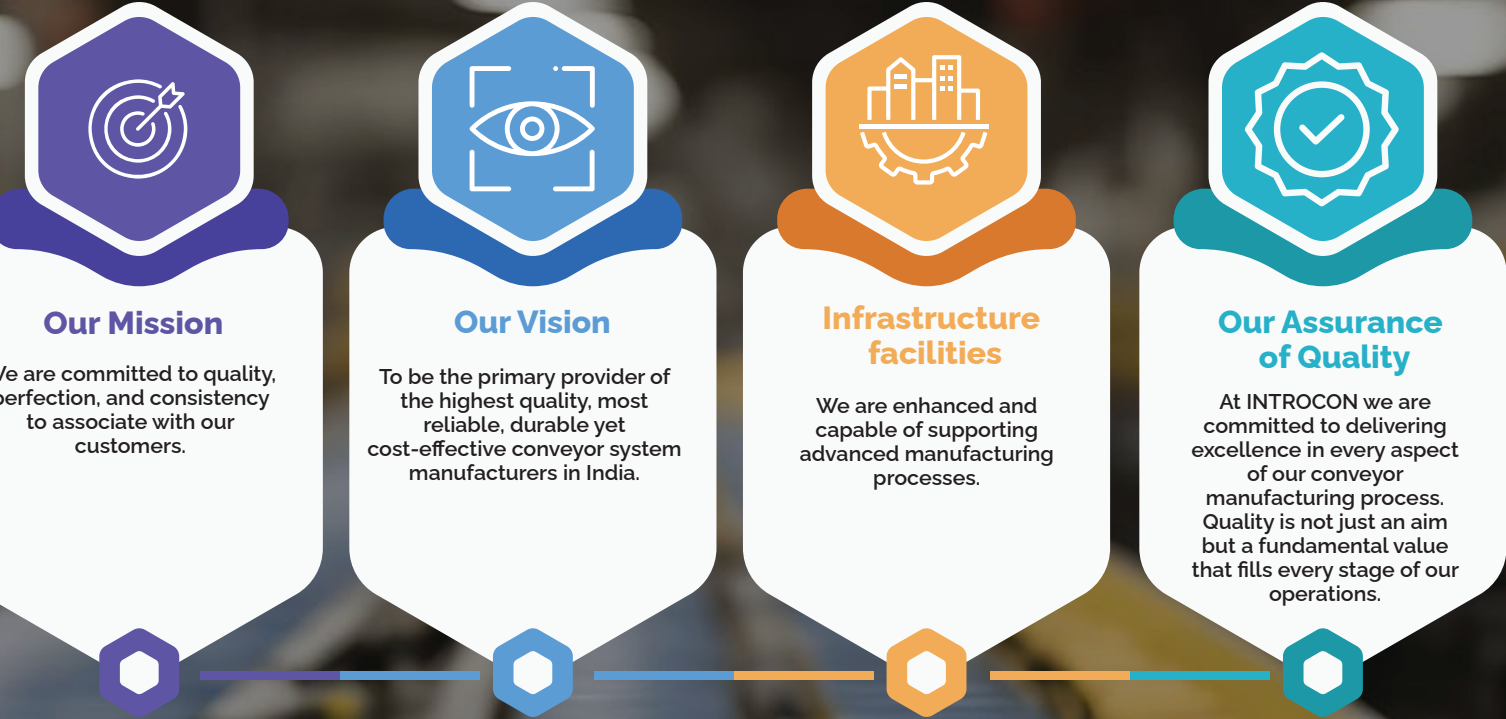 Our Mission
We are committed to quality,
perfection, and consistency
to associate with our
customers.
Our Vision
To be the primary provider of
the highest quality, most
reliable, durable yet
cost-effective conveyor system
manufacturers in India.
Infrastructure
facilities
We are enhanced and
capable of supporting
advanced manufacturing
processes.
Our Assurance
of Quality
At INTROCON we are
committed to delivering
excellence in every aspect
of our conveyor
manufacturing process.
Quality is not just an aim
but a fundamental value
that fills every stage of our
operations.